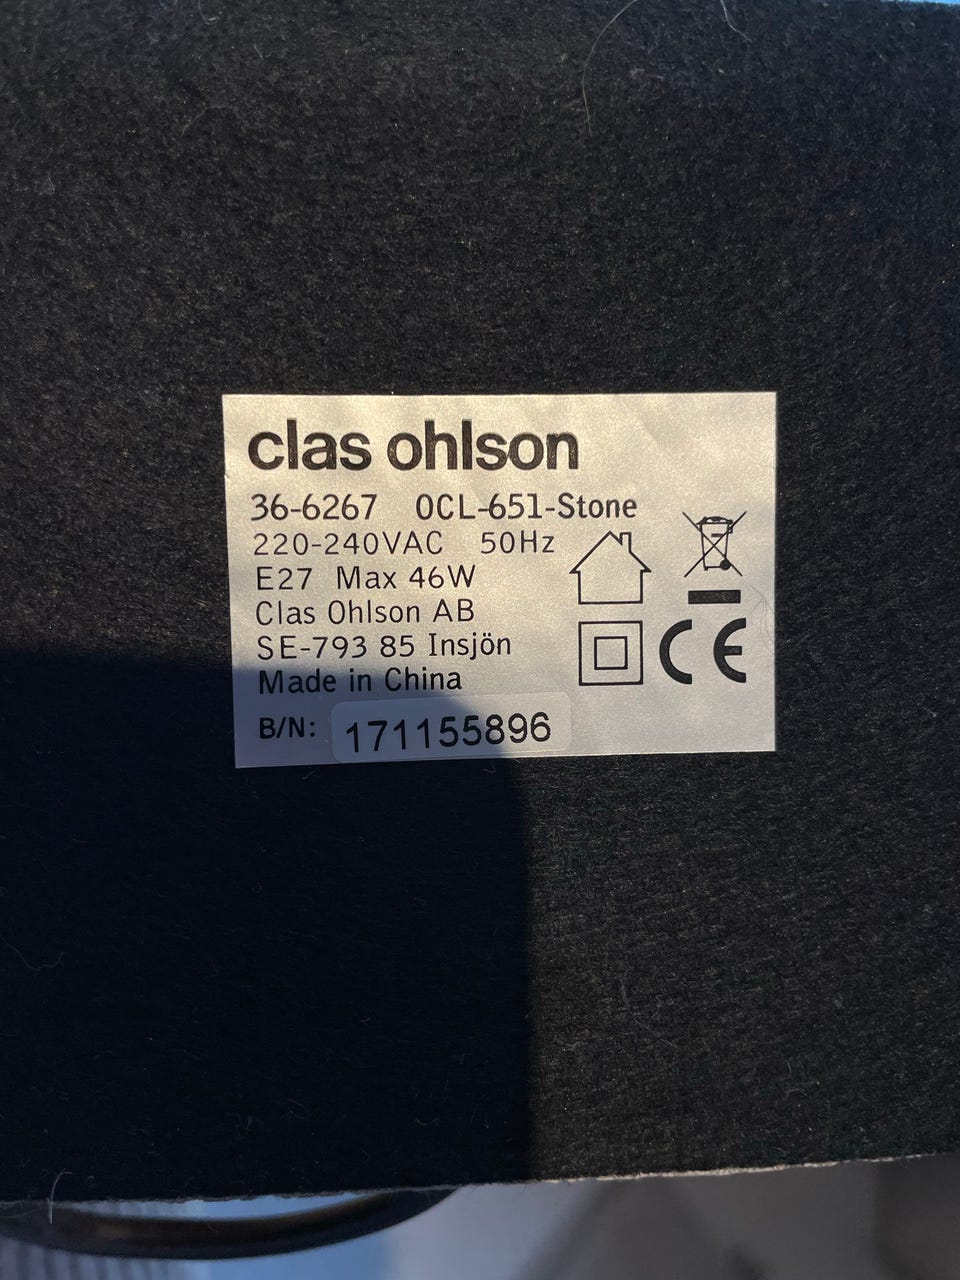 clas ohlson
36-6267 OCL-651-Stone
220-240VAC 50Hz
E27 Max 46W
Clas Ohlson AB
SE-793 85 Insjön
Made in China
B/N: 171155896
CE